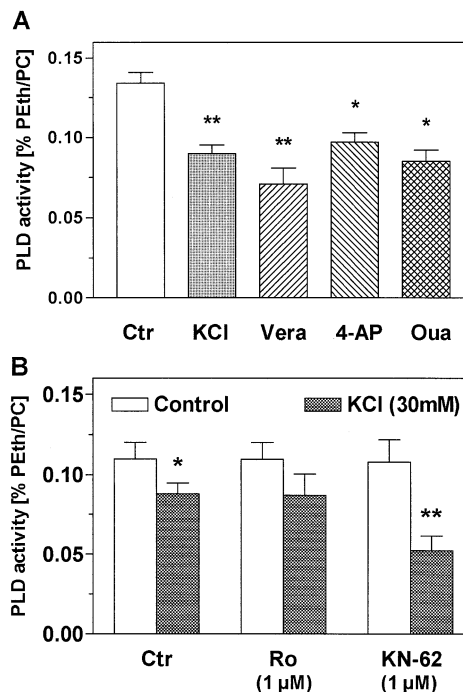 A
PLD activity [% PEth/PC]
0.15
0.10
0.05
0.00
** ** * *
Ctr KCl Vera 4-AP Oua
B
PLD activity [% PEth/PC]
0.15
0.10
0.05
0.00
Control KCl (30mM)
* **
Ctr Ro KN-62
(1 µM) (1 µM)